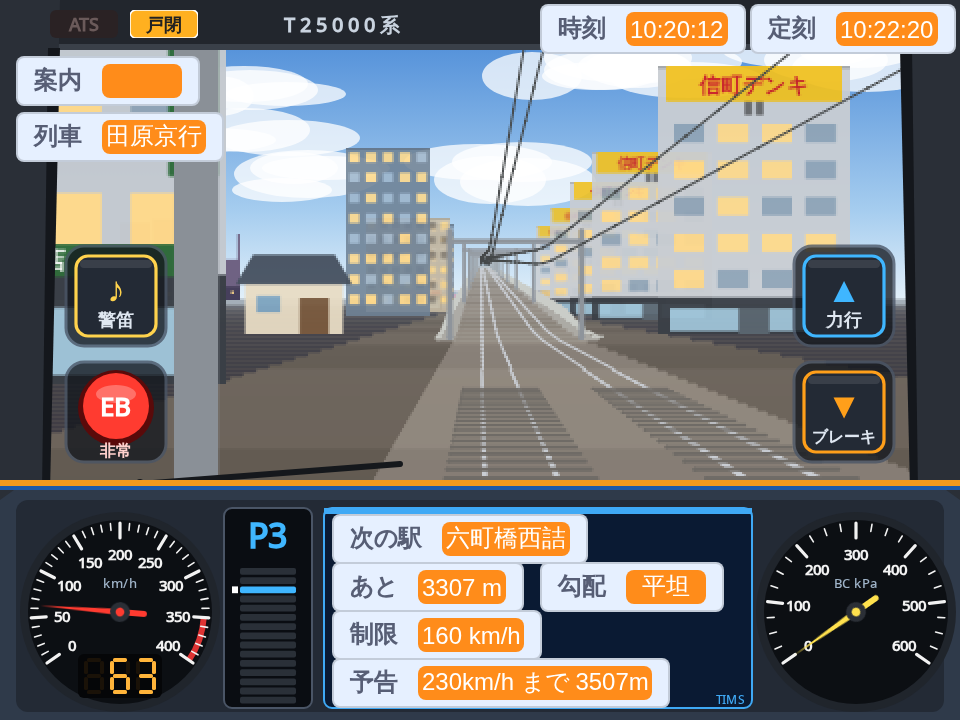 ATS 戸閉 T25000系 時刻 10:20:12 定刻 10:22:20
案内
列車 田原京行
信町デンキ
信町デ
店
♪
警笛
▲
力行
EB
非常
▼
ブレーキ
0 50 100 150 200 250 300 350 400
km/h
63
P3
次の駅 六町橋西詰
あと 3307 m 勾配 平坦
制限 160 km/h
予告 230km/h まで 3507m
TIMS
0 100 200 300 400 500 600
BC kPa